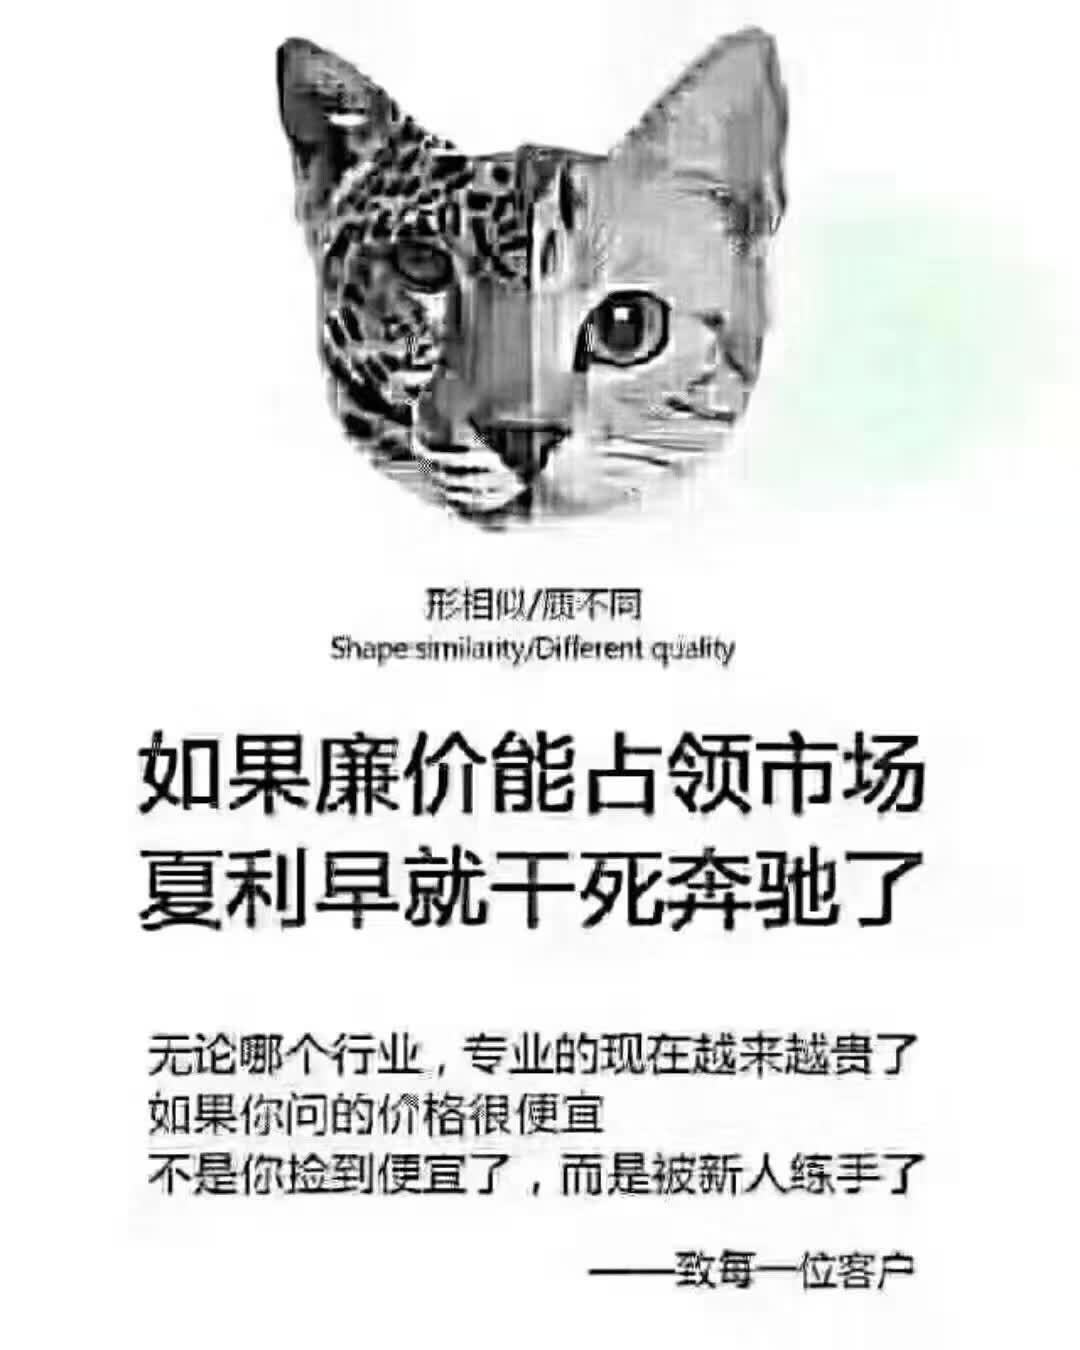 形相似/质不同
Shape similarity/Different quality
如果廉价能占领市场
夏利早就干死奔驰了
无论哪个行业，专业的现在越来越贵了
如果你问的价格很便宜
不是你捡到便宜了，而是被新人练手了
——致每一位客户